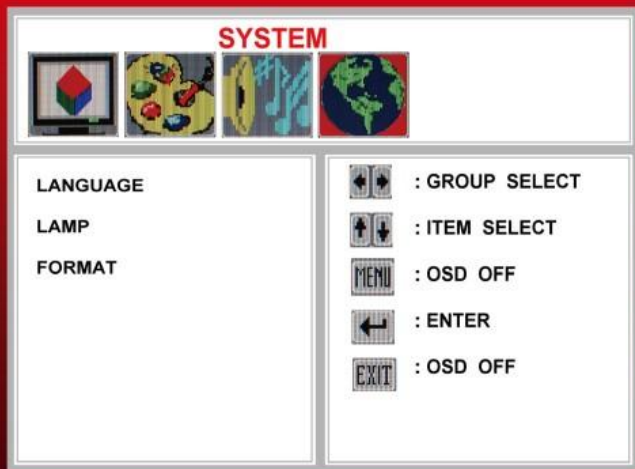 SYSTEM
LANGUAGE
LAMP
FORMAT
: GROUP SELECT
: ITEM SELECT
MENU : OSD OFF
: ENTER
EXIT : OSD OFF